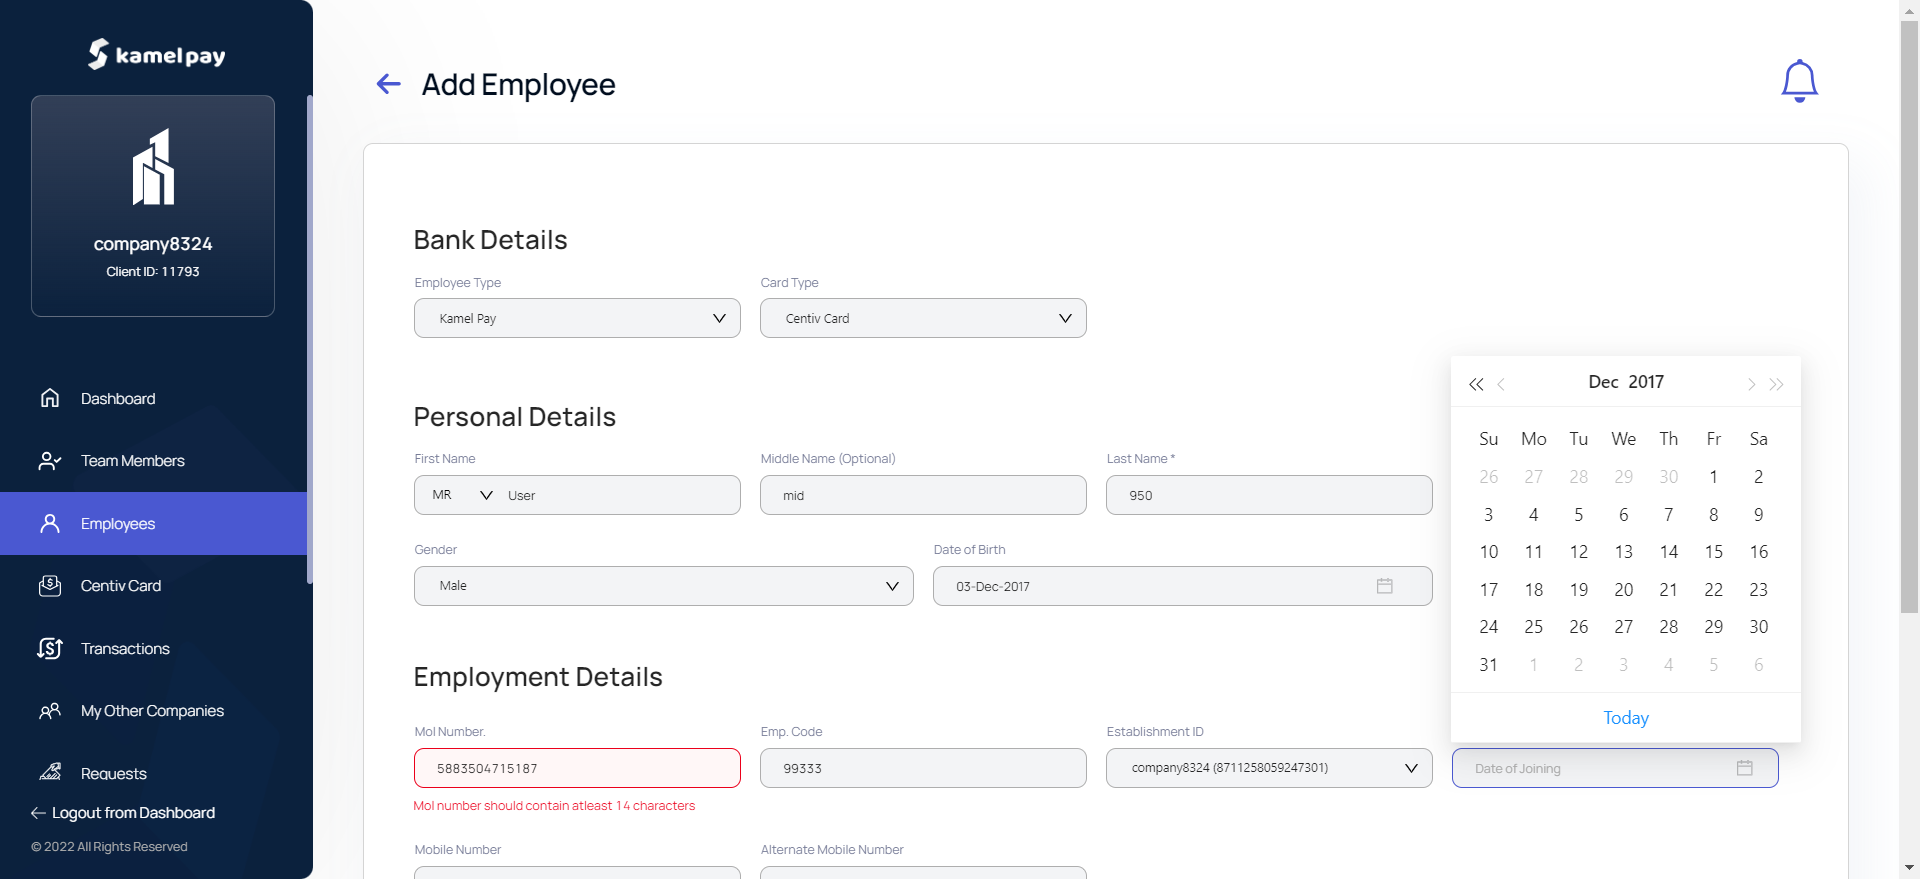 kamelpay
company8324
Client ID: 11793
Dashboard
Team Members
Employees
Centiv Card
Transactions
My Other Companies
Requests
Logout from Dashboard
© 2022 All Rights Reserved
Add Employee
Bank Details
Employee Type
Card Type
Kamel Pay
Centiv Card
Personal Details
First Name
Middle Name (Optional)
Last Name *
MR
User
mid
950
Gender
Date of Birth
Male
03-Dec-2017
Employment Details
Mol Number.
Emp. Code
Establishment ID
5883504715187
99333
company8324 (8711258059247301)
Date of Joining
Mol number should contain atleast 14 characters
Mobile Number
Alternate Mobile Number
Dec 2017
Su Mo Tu We Th Fr Sa
26 27 28 29 30 1 2
3 4 5 6 7 8 9
10 11 12 13 14 15 16
17 18 19 20 21 22 23
24 25 26 27 28 29 30
31 1 2 3 4 5 6
Today